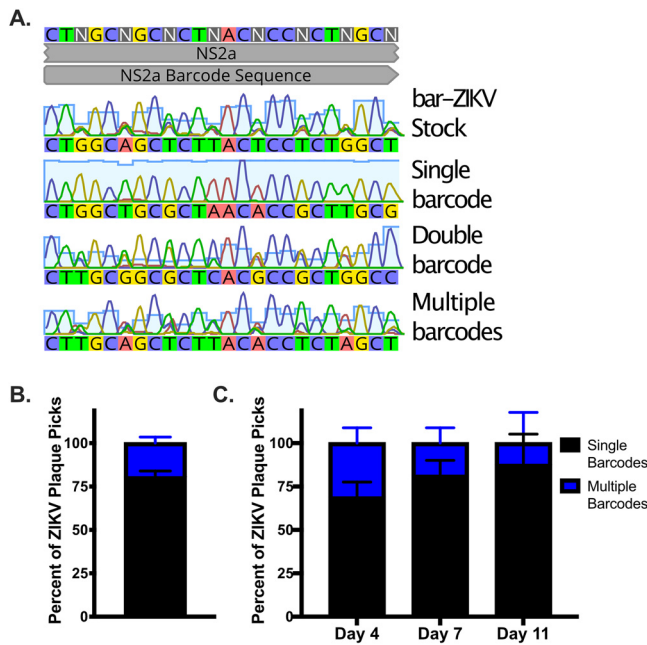 A.
CTNGCNGCNCTNACNCCNCTNGCN
NS2a
NS2a Barcode Sequence
bar-ZIKV
Stock
CTGGCAGCTCTTACTCCTCTGGCT
Single
barcode
CTGGCTGCGCTAACACCGCTTGCG
Double
barcode
CTTGCGGCGCTCACGCCGCTGGCC
Multiple
barcodes
CTTGCAGCTCTTACACCTCTAGCT
B.
Percent of ZIKV Plaque Picks
100
75
50
25
0
C.
Percent of ZIKV Plaque Picks
100
75
50
25
0
Day 4
Day 7
Day 11
Single
Barcodes
Multiple
Barcodes